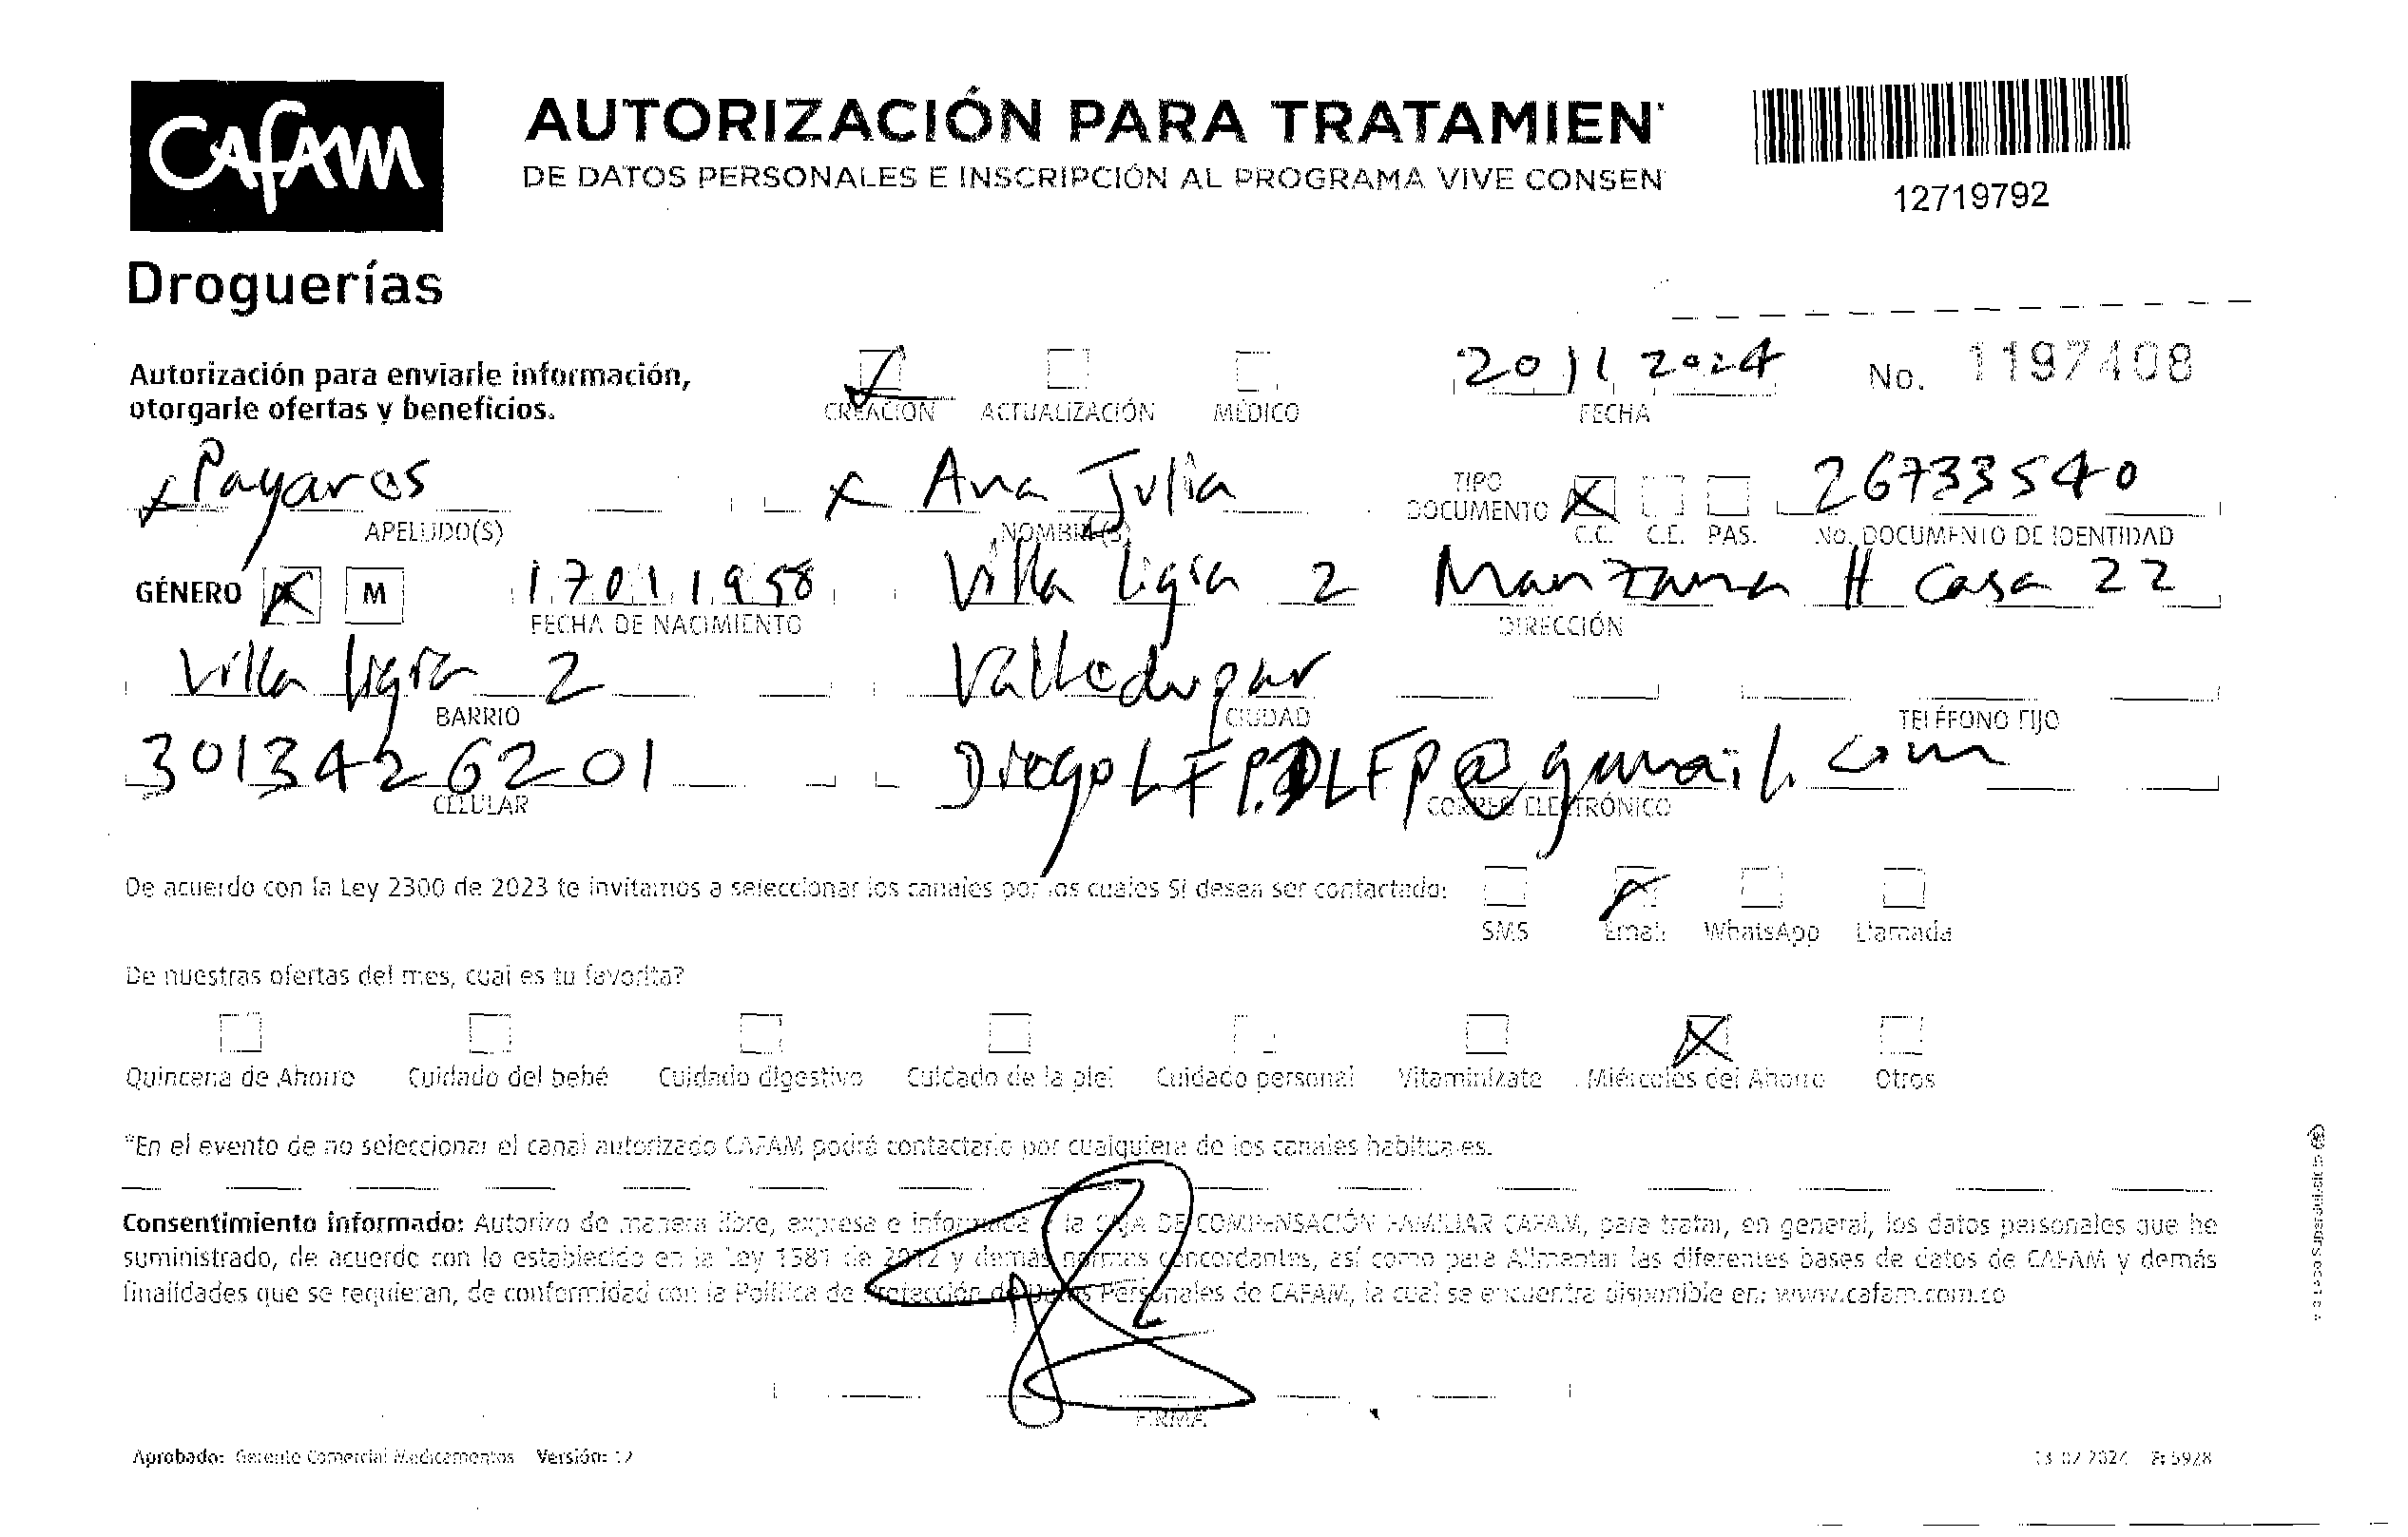 CAFAM
AUTORIZACIÓN PARA TRATAMIEN
DE DATOS PERSONALES E INSCRIPCIÓN AL PROGRAMA VIVE CONSEN
12719792
Droguerías
Autorización para enviarle información,
otorgarle ofertas y beneficios.
CREACIÓN ACTUALIZACIÓN MÉDICO
20 11 2024
FECHA
No. 1197408
x Payares
APELLIDO(S)
x Ana Julia
NOMBRE(S)
TIPO
DOCUMENTO
C.C. C.E. PAS.
26733540
No. DOCUMENTO DE IDENTIDAD
GÉNERO M
17011958
FECHA DE NACIMIENTO
Villa Ligia 2 Manzana H Casa 22
DIRECCIÓN
Villa ligia 2
BARRIO
Valledupar
CIUDAD
TELÉFONO FIJO
3013426201
CELULAR
DiegoLFP.DLFP@gmail.com
CORREO ELECTRÓNICO
De acuerdo con la Ley 2300 de 2023 te invitamos a seleccionar los canales por los cuales SI desea ser contactado:
SMS Email WhatsApp Llamada
De nuestras ofertas del mes, cual es tu favorita?
Quincena de Ahorro Cuidado del bebé Cuidado digestivo Cuidado de la piel Cuidado personal Vitaminízate Miércoles del Ahorro Otros
*En el evento de no seleccionar el canal autorizado CAFAM podrá contactarlo por cualquiera de los canales habituales.
Consentimiento informado: Autorizo de manera libre, expresa e informada a la CAJA DE COMPENSACIÓN FAMILIAR CAFAM, para tratar, en general, los datos personales que he
suministrado, de acuerdo con lo establecido en la Ley 1581 de 2012 y demás normas concordantes, así como para Alimentar las diferentes bases de datos de CAFAM y demás
finalidades que se requieran, de conformidad con la Política de Protección de Datos Personales de CAFAM, la cual se encuentra disponible en: www.cafam.com.co
FIRMA
Aprobado: Gerente Comercial Medicamentos Versión: 12
13 02 2024 F: 5928